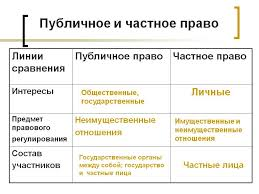 Публичное и частное право
Линии сравнения
Публичное право
Частное право
Интересы
Общественные,
государственные
Личные
Предмет
правового
регулирования
Неимущественные
отношения
Имущественные и
неимущественные
отношения
Состав
участников
Государственные органы
между собой; государство
и частные лица
Частные лица